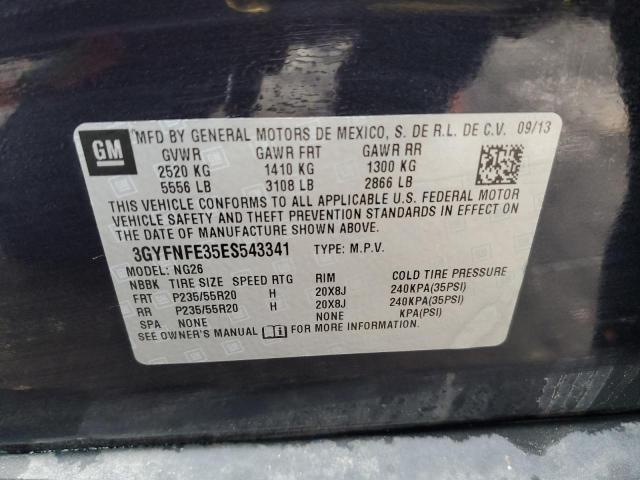 GM
MFD BY GENERAL MOTORS DE MEXICO, S. DE R.L. DE C.V. 09/13
GVWR GAWR FRT GAWR RR
2520 KG 1410 KG 1300 KG
5556 LB 3108 LB 2866 LB
THIS VEHICLE CONFORMS TO ALL APPLICABLE U.S. FEDERAL MOTOR
VEHICLE SAFETY AND THEFT PREVENTION STANDARDS IN EFFECT ON
THE DATE OF MANUFACTURE SHOWN ABOVE.
3GYFNFE35ES543341 TYPE: M.P.V.
MODEL: NG26
NBBK TIRE SIZE SPEED RTG RIM COLD TIRE PRESSURE
FRT P235/55R20 H 20X8J 240KPA(35PSI)
RR P235/55R20 H 20X8J 240KPA(35PSI)
SPA NONE NONE KPA(PSI)
SEE OWNER'S MANUAL FOR MORE INFORMATION.